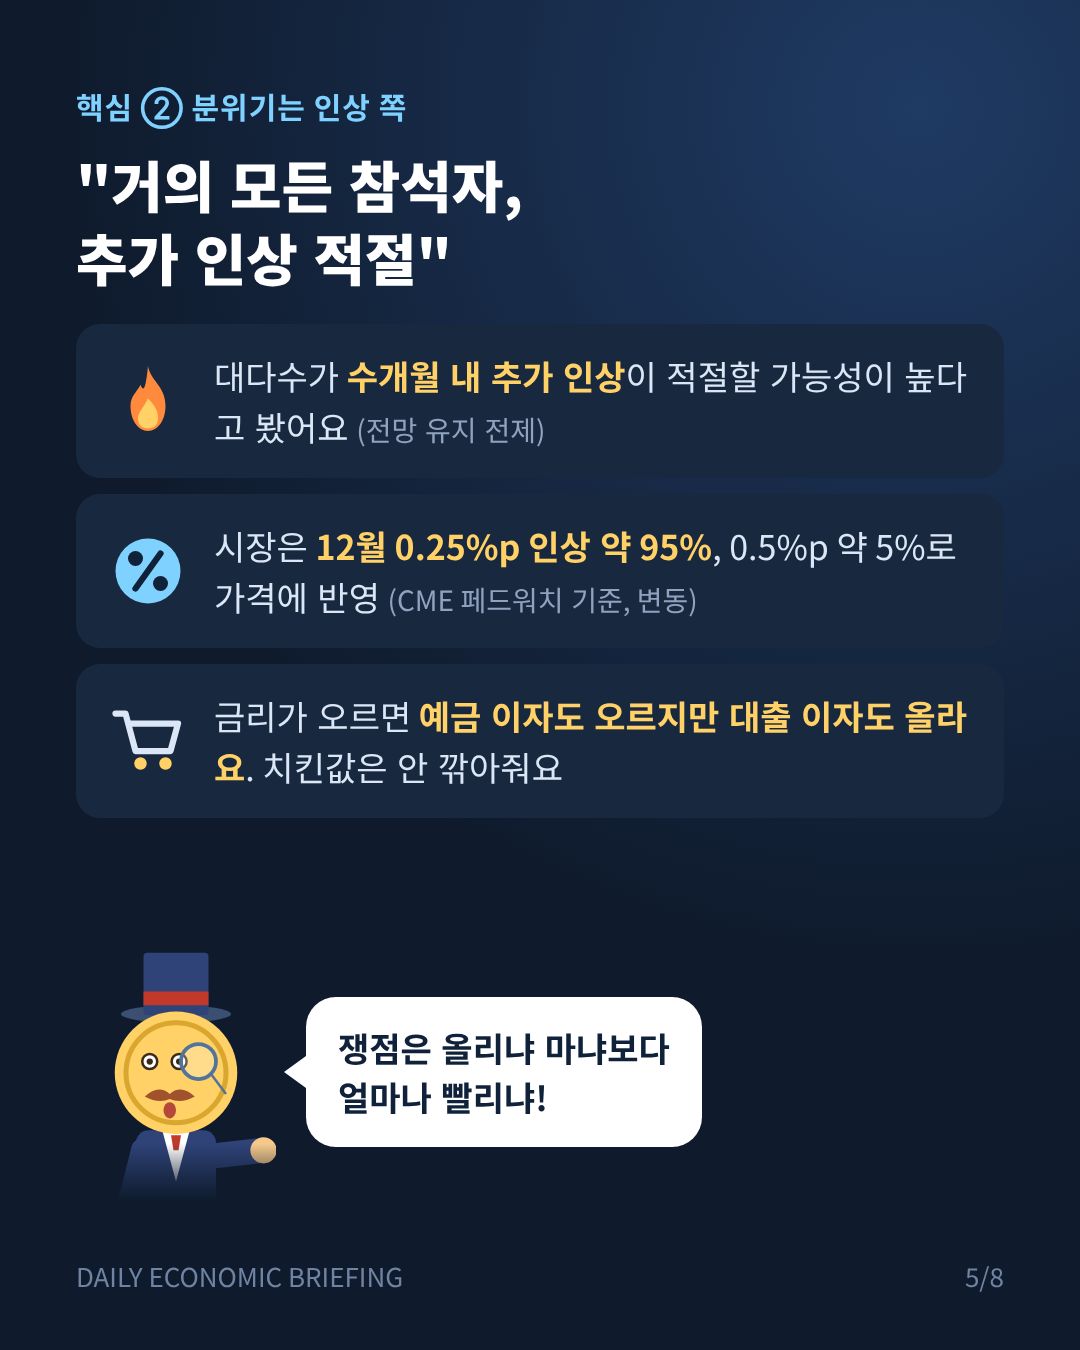 핵심 ② 분위기는 인상 쪽
"거의 모든 참석자,
추가 인상 적절"
대다수가 수개월 내 추가 인상이 적절할 가능성이 높다
고 봤어요 (전망 유지 전제)
시장은 12월 0.25%p 인상 약 95%, 0.5%p 약 5%로
가격에 반영 (CME 페드워치 기준, 변동)
금리가 오르면 예금 이자도 오르지만 대출 이자도 올라
요. 치킨값은 안 깎아줘요
쟁점은 올리냐 마냐보다
얼마나 빨리냐!
DAILY ECONOMIC BRIEFING
5/8